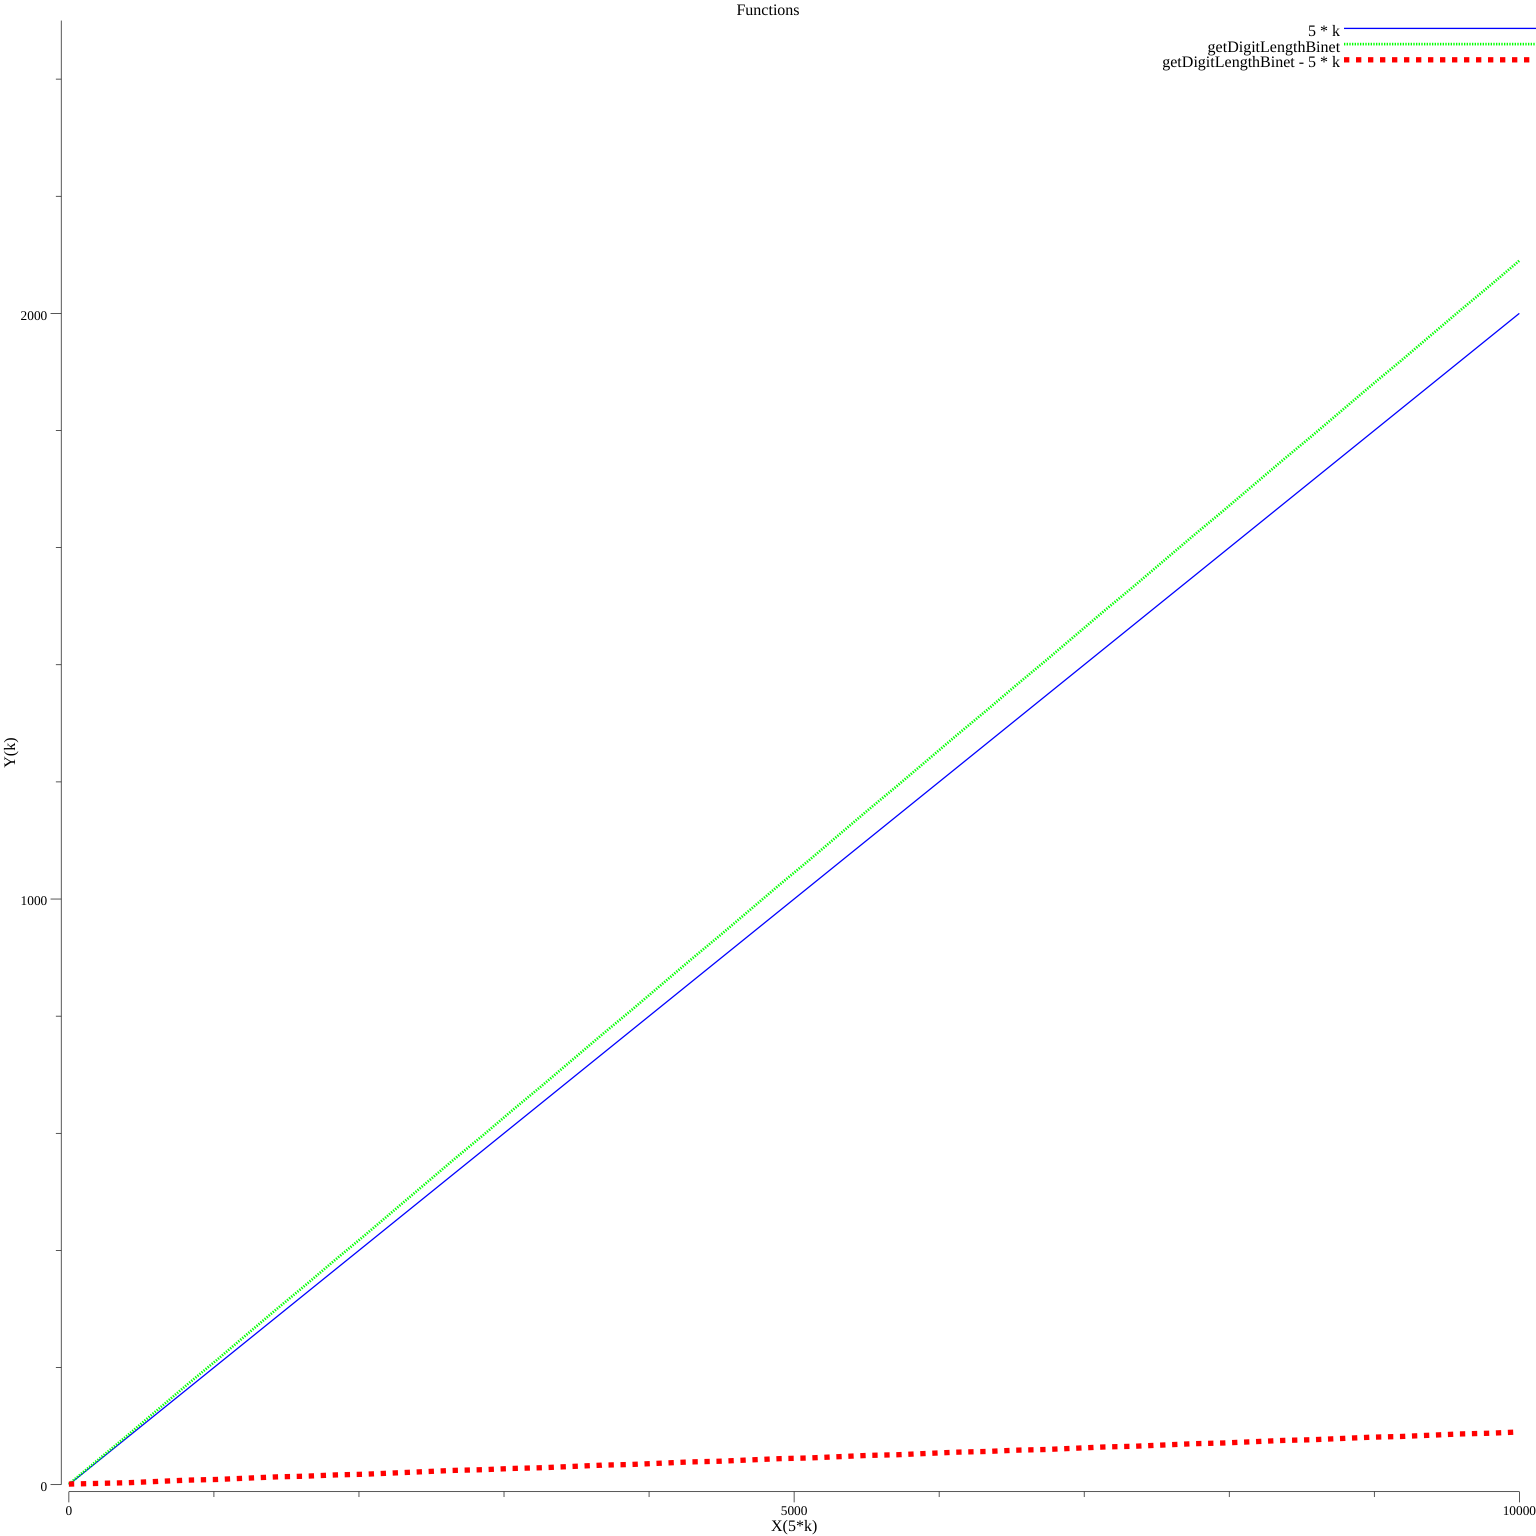 Functions
5 * k
getDigitLengthBinet
getDigitLengthBinet - 5 * k
2000
1000
0
Y(k)
0
5000
10000
X(5*k)